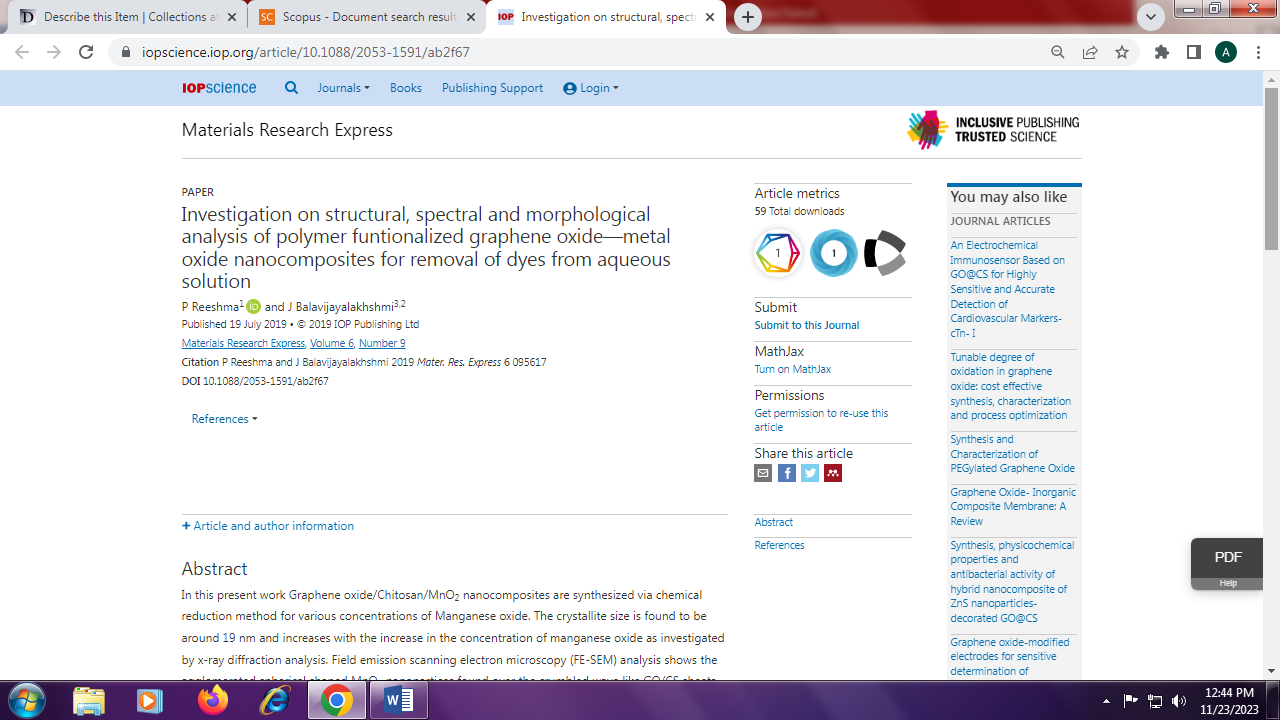 Describe this Item | Collections at
Scopus - Document search result
Investigation on structural, spect
iopscience.iop.org/article/10.1088/2053-1591/ab2f67
A
IOPscience
Journals
Books
Publishing Support
Login
Materials Research Express
INCLUSIVE PUBLISHING
TRUSTED SCIENCE
PAPER
Investigation on structural, spectral and morphological
analysis of polymer funtionalized graphene oxide—metal
oxide nanocomposites for removal of dyes from aqueous
solution
P Reeshma1 iD and J Balavijayalakhshmi3,2
Published 19 July 2019 • © 2019 IOP Publishing Ltd
Materials Research Express, Volume 6, Number 9
Citation P Reeshma and J Balavijayalakhshmi 2019 Mater. Res. Express 6 095617
DOI 10.1088/2053-1591/ab2f67
References
+ Article and author information
Abstract
In this present work Graphene oxide/Chitosan/MnO2 nanocomposites are synthesized via chemical
reduction method for various concentrations of Manganese oxide. The crystallite size is found to be
around 19 nm and increases with the increase in the concentration of manganese oxide as investigated
by x-ray diffraction analysis. Field emission scanning electron microscopy (FE-SEM) analysis shows the
Article metrics
59 Total downloads
1
1
Submit
Submit to this Journal
MathJax
Turn on MathJax
Permissions
Get permission to re-use this
article
Share this article
Abstract
References
You may also like
JOURNAL ARTICLES
An Electrochemical
Immunosensor Based on
GO@CS for Highly
Sensitive and Accurate
Detection of
Cardiovascular Markers-
cTn- I
Tunable degree of
oxidation in graphene
oxide: cost effective
synthesis, characterization
and process optimization
Synthesis and
Characterization of
PEGylated Graphene Oxide
Graphene Oxide- Inorganic
Composite Membrane: A
Review
Synthesis, physicochemical
properties and
antibacterial activity of
hybrid nanocomposite of
ZnS nanoparticles-
decorated GO@CS
Graphene oxide-modified
electrodes for sensitive
determination of
PDF
Help
12:44 PM
11/23/2023